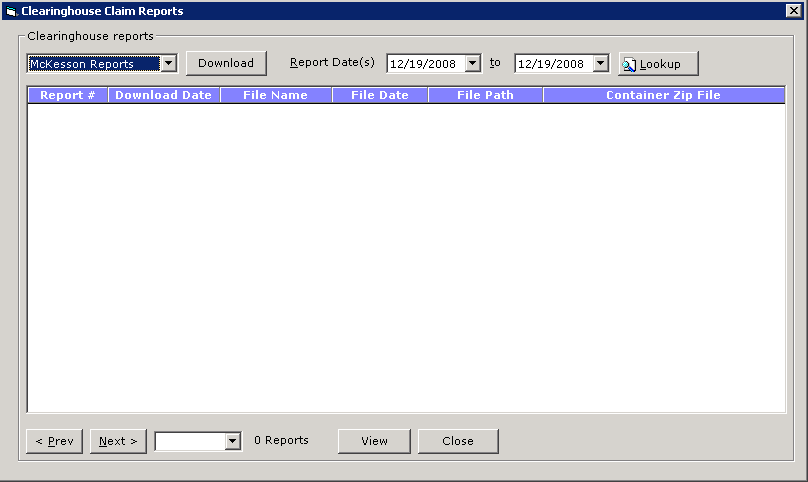 Clearinghouse Claim Reports
Clearinghouse reports
McKesson Reports Download Report Date(s) 12/19/2008 to 12/19/2008 Lookup
Report # Download Date File Name File Date File Path Container Zip File
< Prev Next > 0 Reports View Close